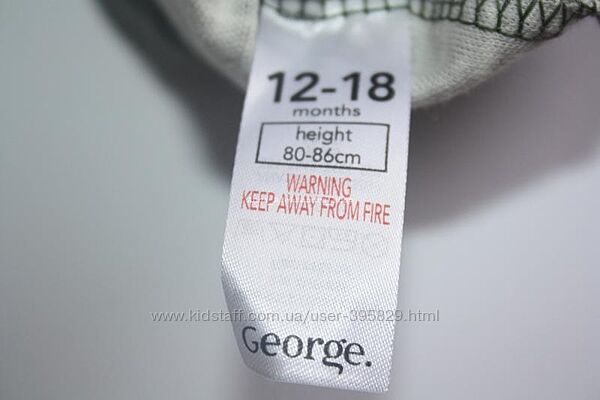 12-18
months
height
80-86cm
WARNING
KEEP AWAY FROM FIRE
www.kidstaff.com.ua/user-395829.html
George.